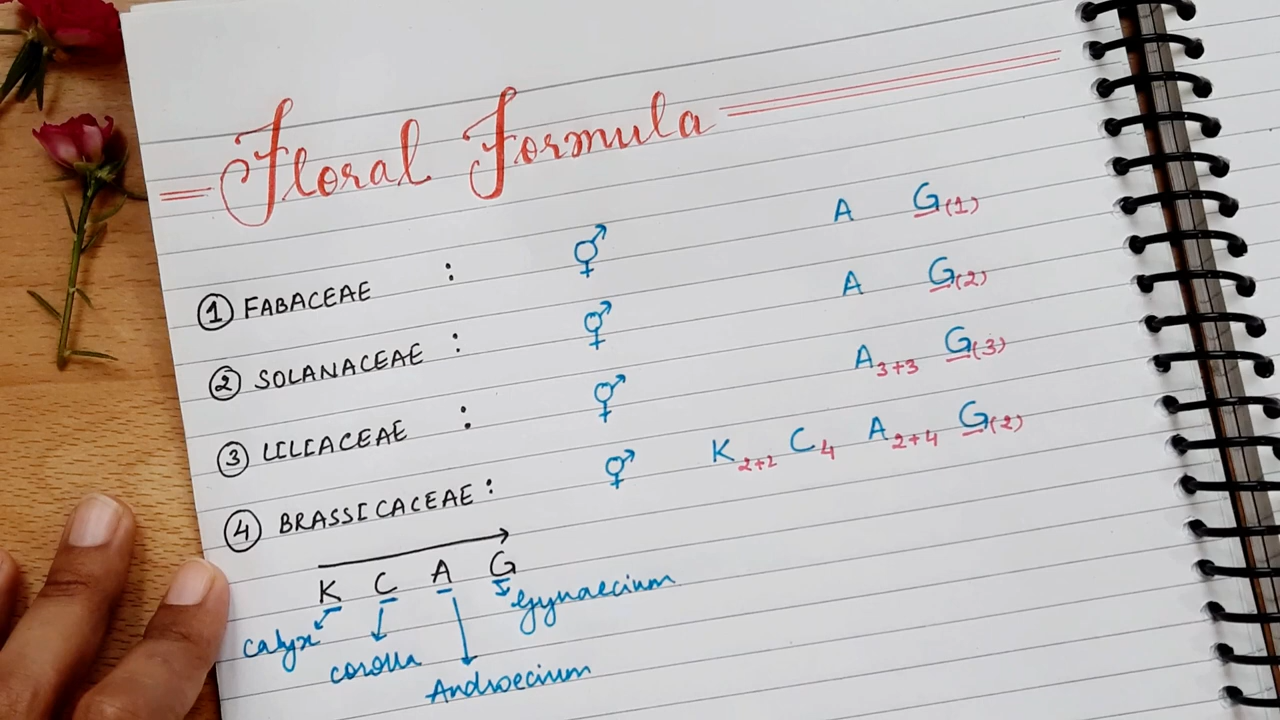 Floral Formula
① FABACEAE : ⚥ A G(1)
② SOLANACEAE : ⚥ A G(2)
③ LILIACEAE : ⚥ A3+3 G(3)
④ BRASSICACEAE : ⚥ K2+2 C4 A2+4 G(2)
K C A G
calyx corolla Androecium Gynaecium